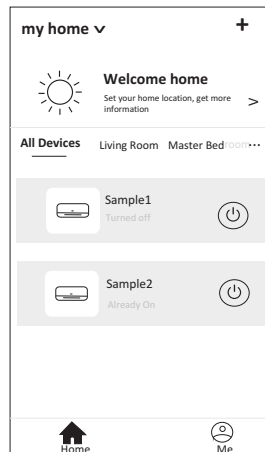 my home
+
Welcome home
Set your home location, get more
information
>
All Devices Living Room Master Bedroom ...
Sample1
Turned off
Sample2
Already On
Home Me